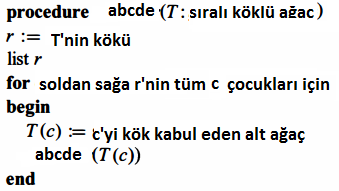 procedure abcde (T: sıralı köklü ağac)
r := T'nin kökü
list r
for soldan sağa r'nin tüm c çocukları için
begin
T(c) := c'yi kök kabul eden alt ağaç
abcde (T(c))
end